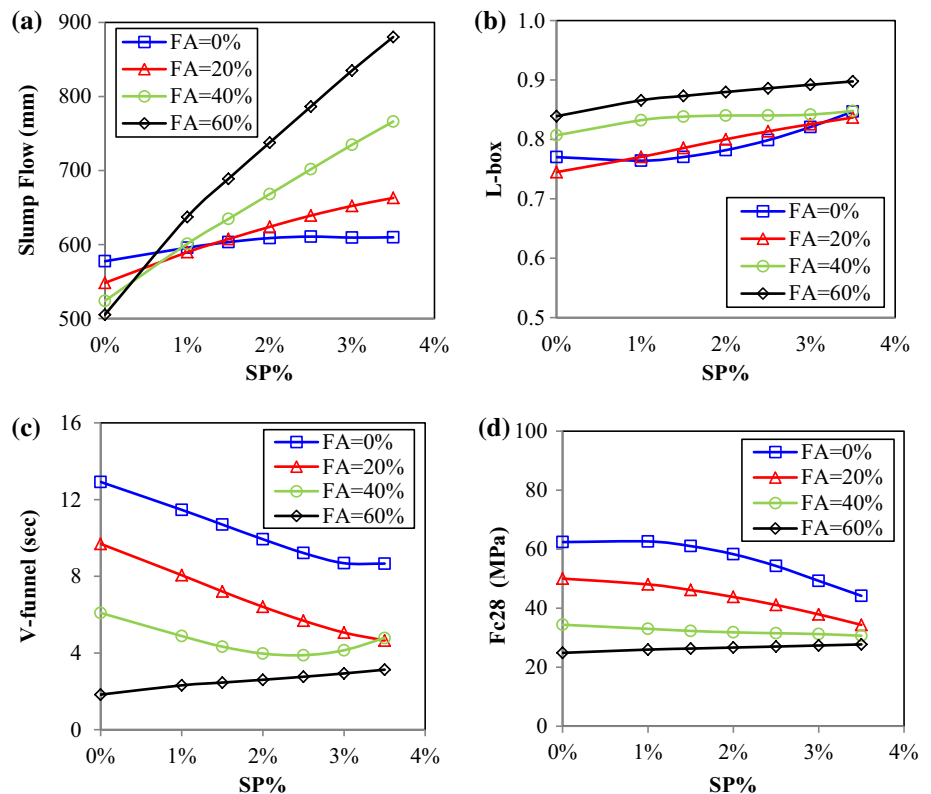 (a)
900
800
700
600
500
Slump Flow (mm)
FA=0%
FA=20%
FA=40%
FA=60%
0% 1% 2% 3% 4%
SP%
(b)
1.0
0.9
0.8
0.7
0.6
0.5
L-box
FA=0%
FA=20%
FA=40%
FA=60%
0% 1% 2% 3% 4%
SP%
(c)
16
12
8
4
0
V-funnel (sec)
FA=0%
FA=20%
FA=40%
FA=60%
0% 1% 2% 3% 4%
SP%
(d)
100
80
60
40
20
0
Fc28 (MPa)
FA=0%
FA=20%
FA=40%
FA=60%
0% 1% 2% 3% 4%
SP%